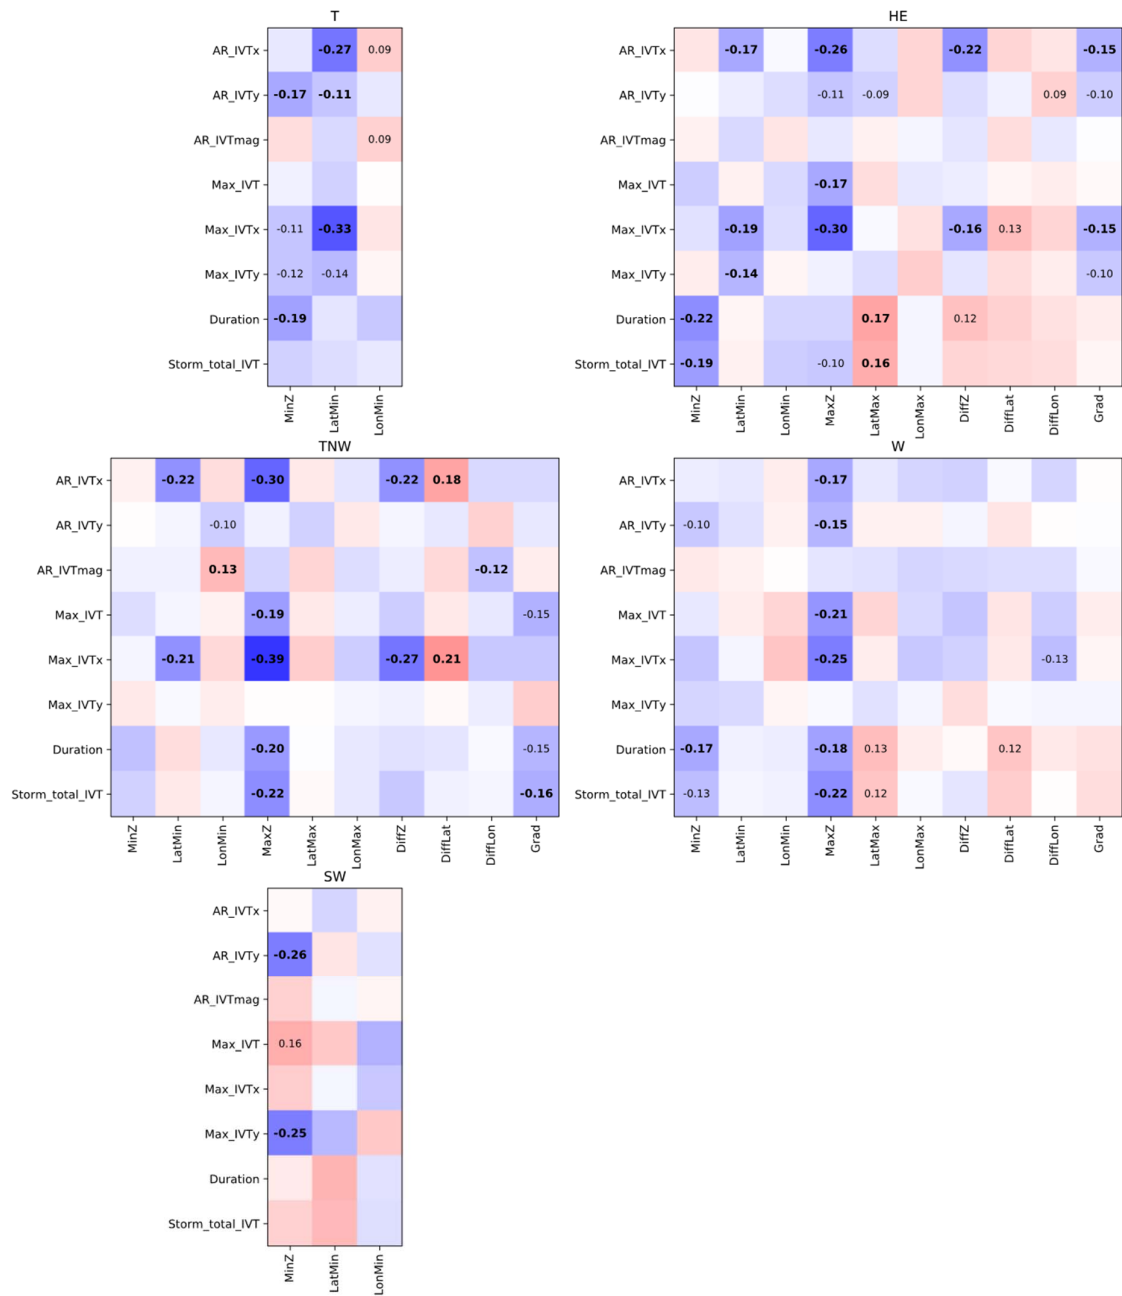 T
AR_IVTx -0.27 0.09
AR_IVTy -0.17 -0.11
AR_IVTmag 0.09
Max_IVT
Max_IVTx -0.11 -0.33
Max_IVTy -0.12 -0.14
Duration -0.19
Storm_total_IVT
MinZ LatMin LonMin
HE
AR_IVTx -0.17 -0.26 -0.22 -0.15
AR_IVTy -0.11 -0.09 0.09 -0.10
AR_IVTmag
Max_IVT -0.17
Max_IVTx -0.19 -0.30 -0.16 0.13 -0.15
Max_IVTy -0.14 -0.10
Duration -0.22 0.17 0.12
Storm_total_IVT -0.19 -0.10 0.16
MinZ LatMin LonMin MaxZ LatMax LonMax DiffZ DiffLat DiffLon Grad
TNW
AR_IVTx -0.22 -0.30 -0.22 0.18
AR_IVTy -0.10
AR_IVTmag 0.13 -0.12
Max_IVT -0.19 -0.15
Max_IVTx -0.21 -0.39 -0.27 0.21
Max_IVTy
Duration -0.20 -0.15
Storm_total_IVT -0.22 -0.16
MinZ LatMin LonMin MaxZ LatMax LonMax DiffZ DiffLat DiffLon Grad
W
AR_IVTx -0.17
AR_IVTy -0.10 -0.15
AR_IVTmag
Max_IVT -0.21
Max_IVTx -0.25 -0.13
Max_IVTy
Duration -0.17 -0.18 0.13 0.12
Storm_total_IVT -0.13 -0.22 0.12
MinZ LatMin LonMin MaxZ LatMax LonMax DiffZ DiffLat DiffLon Grad
SW
AR_IVTx
AR_IVTy -0.26
AR_IVTmag
Max_IVT 0.16
Max_IVTx
Max_IVTy -0.25
Duration
Storm_total_IVT
MinZ LatMin LonMin